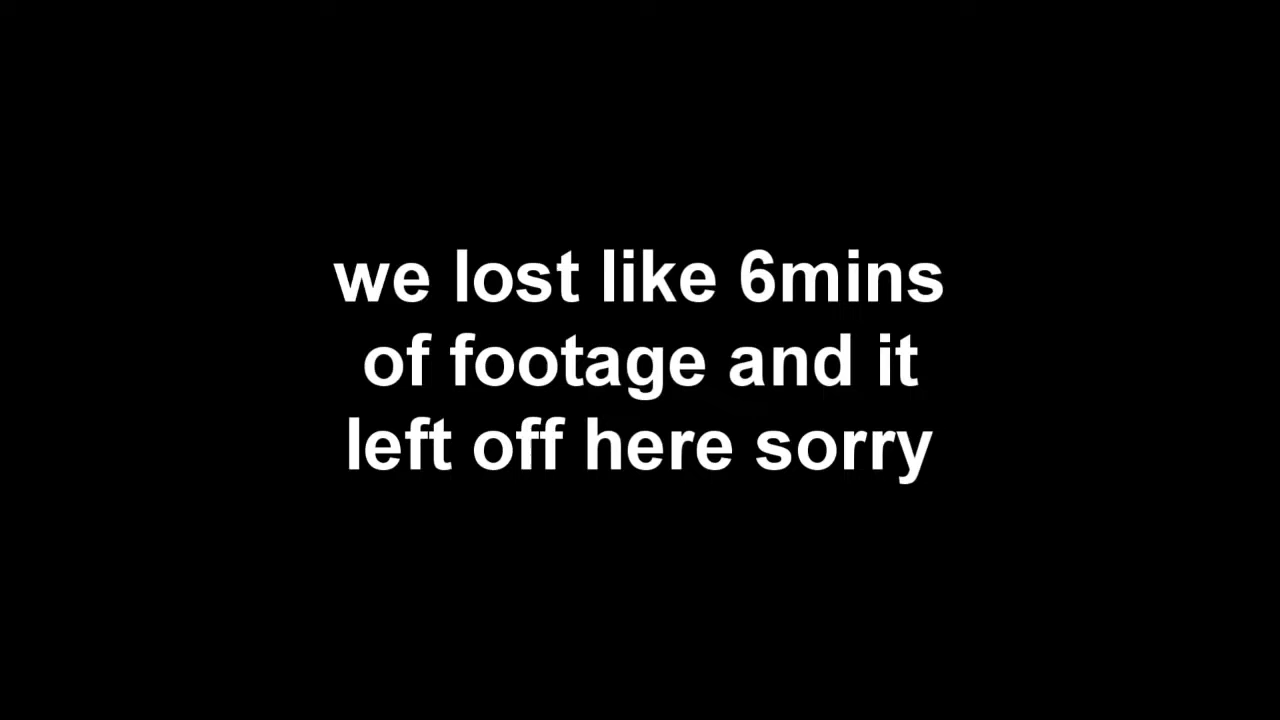 we lost like 6mins
of footage and it
left off here sorry